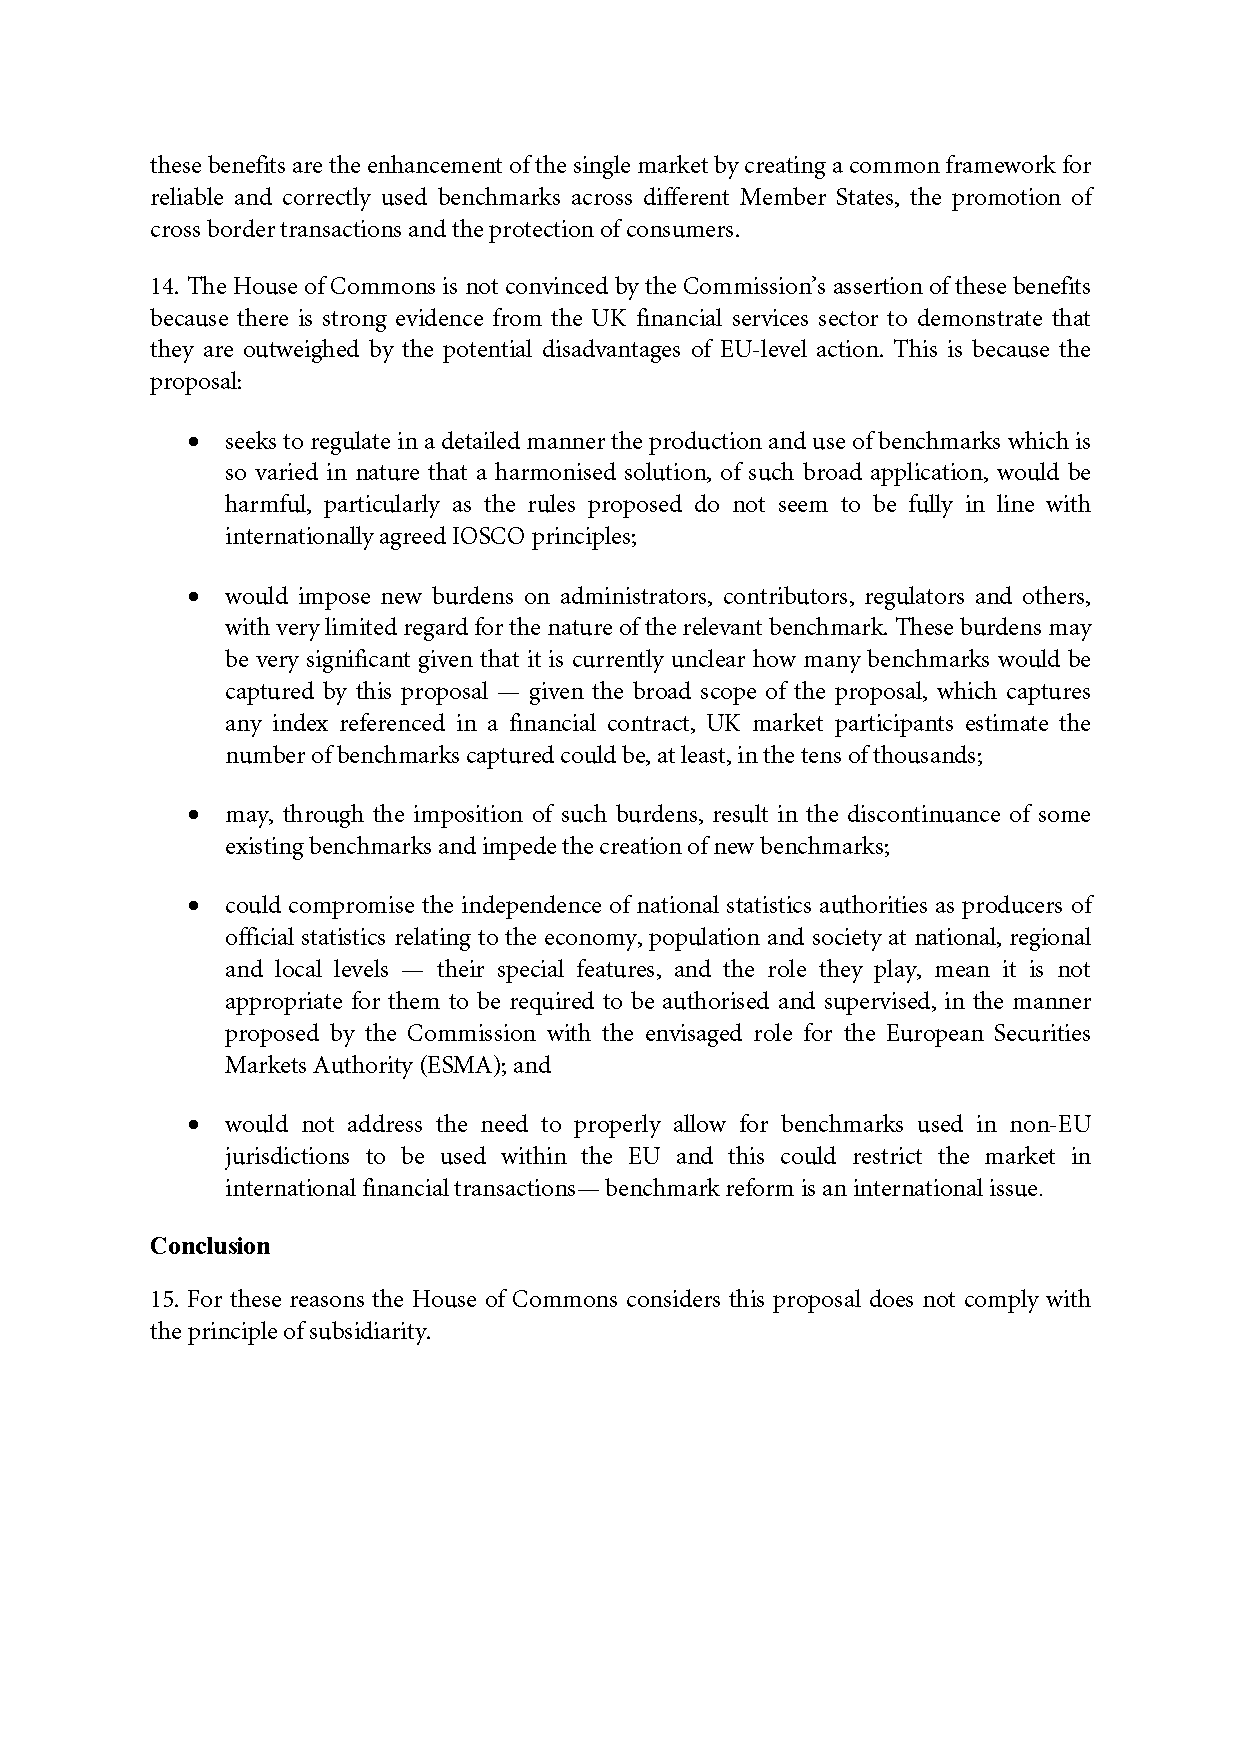 these benefits are the enhancement of the single market by creating a common framework for
reliable and correctly used benchmarks across different Member States, the promotion of
cross border transactions and the protection of consumers.
14. The House of Commons is not convinced by the Commission’s assertion of these benefits
because there is strong evidence from the UK financial services sector to demonstrate that
they are outweighed by the potential disadvantages of EU-level action. This is because the
proposal:
• seeks to regulate in a detailed manner the production and use of benchmarks which is
so varied in nature that a harmonised solution, of such broad application, would be
harmful, particularly as the rules proposed do not seem to be fully in line with
internationally agreed IOSCO principles;
• would impose new burdens on administrators, contributors, regulators and others,
with very limited regard for the nature of the relevant benchmark. These burdens may
be very significant given that it is currently unclear how many benchmarks would be
captured by this proposal — given the broad scope of the proposal, which captures
any index referenced in a financial contract, UK market participants estimate the
number of benchmarks captured could be, at least, in the tens of thousands;
• may, through the imposition of such burdens, result in the discontinuance of some
existing benchmarks and impede the creation of new benchmarks;
• could compromise the independence of national statistics authorities as producers of
official statistics relating to the economy, population and society at national, regional
and local levels — their special features, and the role they play, mean it is not
appropriate for them to be required to be authorised and supervised, in the manner
proposed by the Commission with the envisaged role for the European Securities
Markets Authority (ESMA); and
• would not address the need to properly allow for benchmarks used in non-EU
jurisdictions to be used within the EU and this could restrict the market in
international financial transactions— benchmark reform is an international issue.
Conclusion
15. For these reasons the House of Commons considers this proposal does not comply with
the principle of subsidiarity.